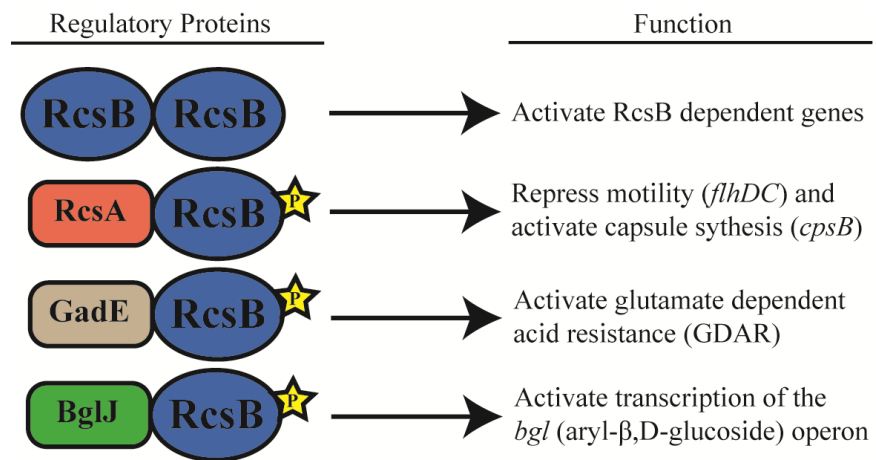 Regulatory Proteins
Function
RcsB RcsB
Activate RcsB dependent genes
RcsA RcsB P
Repress motility (flhDC) and
activate capsule sythesis (cpsB)
GadE RcsB P
Activate glutamate dependent
acid resistance (GDAR)
BglJ RcsB P
Activate transcription of the
bgl (aryl-β,D-glucoside) operon